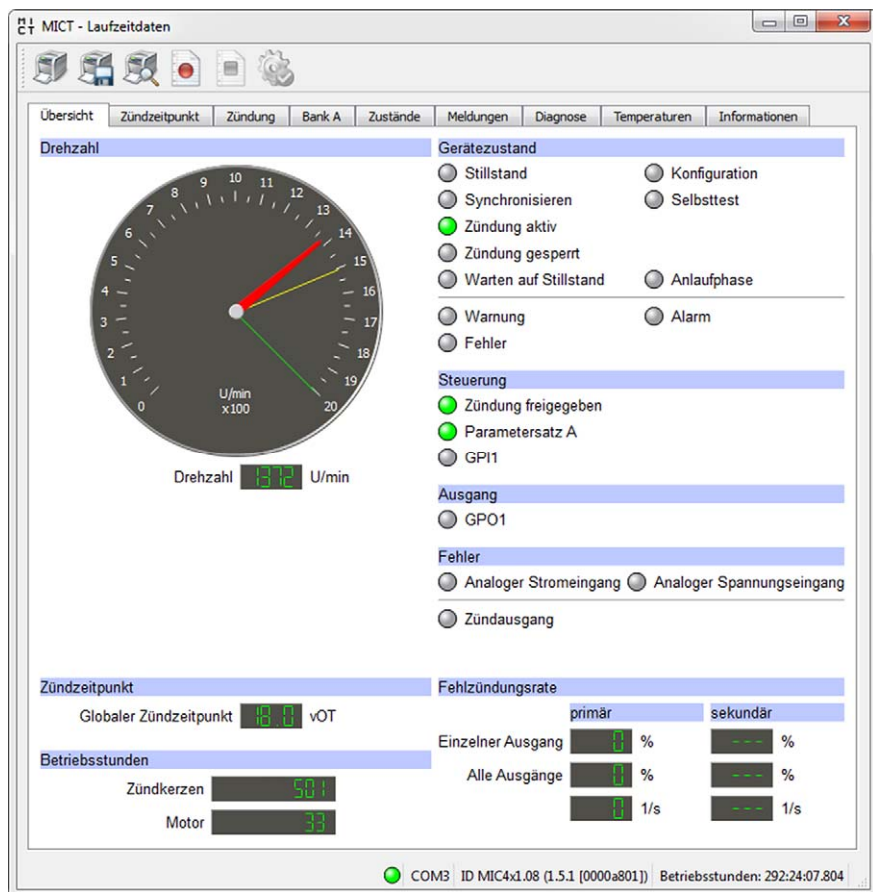 MICT - Laufzeitdaten
Übersicht Zündzeitpunkt Zündung Bank A Zustände Meldungen Diagnose Temperaturen Informationen
Drehzahl
0 1 2 3 4 5 6 7 8 9 10 11 12 13 14 15 16 17 18 19 20
U/min
x100
Drehzahl 1372 U/min
Gerätezustand
Stillstand Konfiguration
Synchronisieren Selbsttest
Zündung aktiv
Zündung gesperrt
Warten auf Stillstand Anlaufphase
Warnung Alarm
Fehler
Steuerung
Zündung freigegeben
Parametersatz A
GPI1
Ausgang
GPO1
Fehler
Analoger Stromeingang Analoger Spannungseingang
Zündausgang
Zündzeitpunkt
Globaler Zündzeitpunkt 18.0 vOT
Betriebsstunden
Zündkerzen 501
Motor 33
Fehlzündungsrate
primär sekundär
Einzelner Ausgang 0 % --- %
Alle Ausgänge 0 % --- %
0 1/s --- 1/s
COM3 ID MIC4x1.08 (1.5.1 [0000a801]) Betriebsstunden: 292:24:07.804